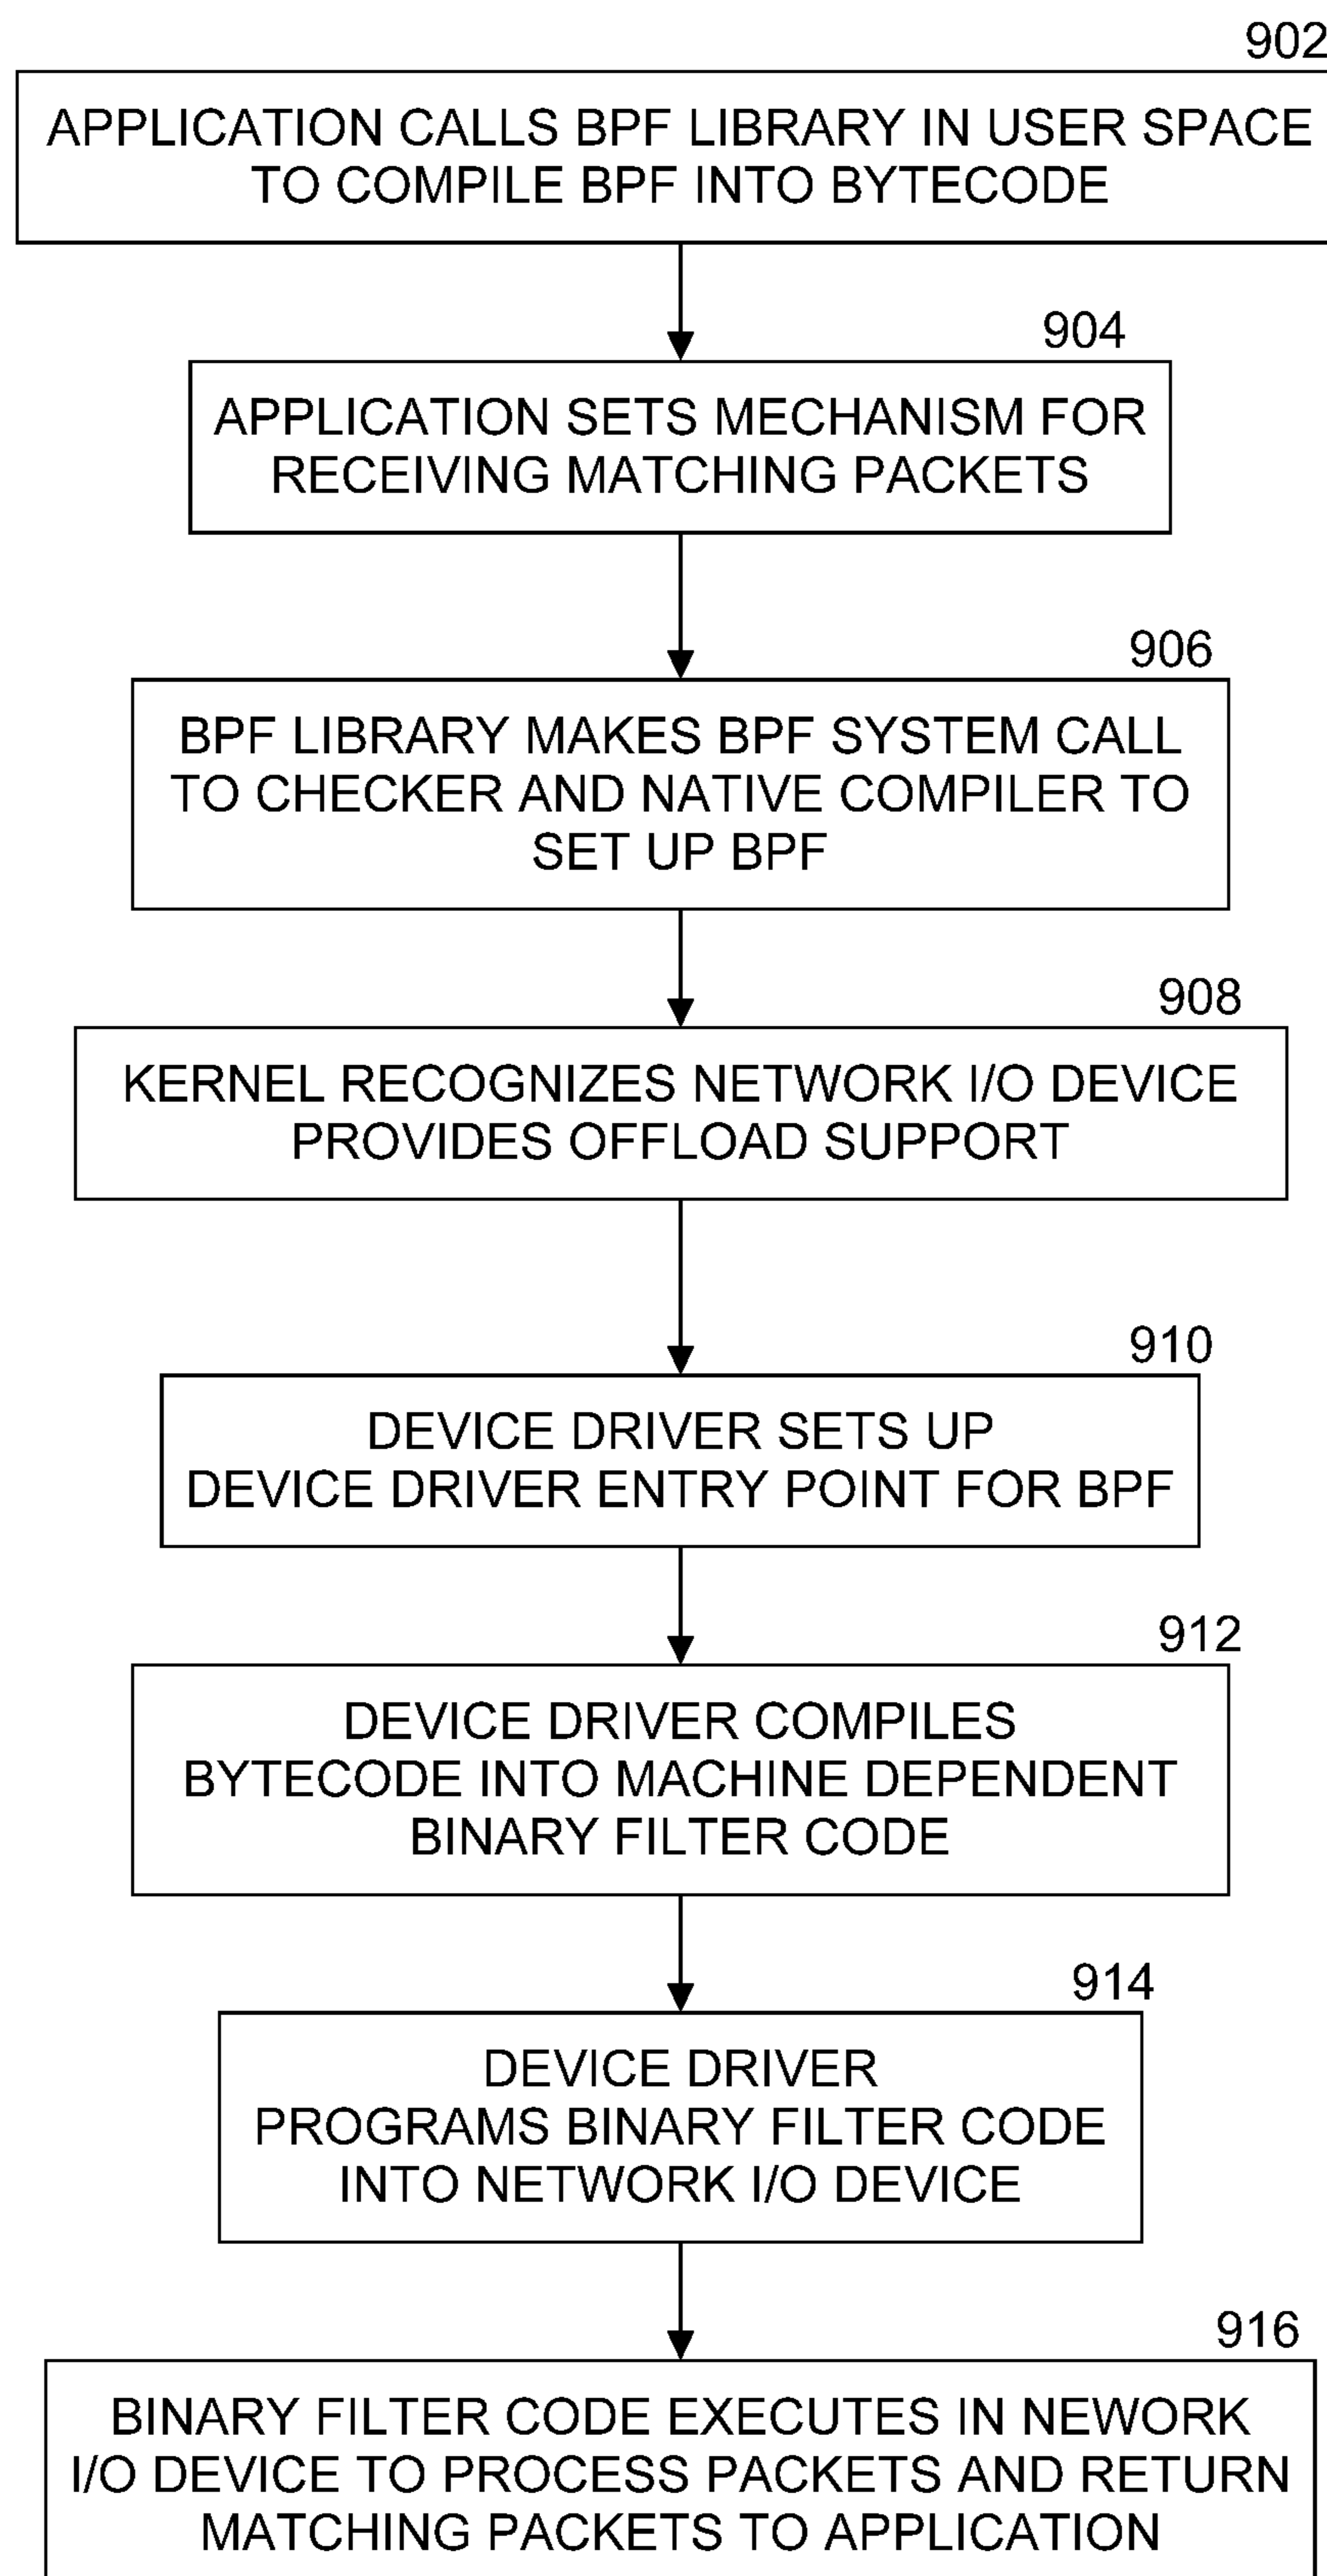 902
APPLICATION CALLS BPF LIBRARY IN USER SPACE
TO COMPILE BPF INTO BYTECODE
904
APPLICATION SETS MECHANISM FOR
RECEIVING MATCHING PACKETS
906
BPF LIBRARY MAKES BPF SYSTEM CALL
TO CHECKER AND NATIVE COMPILER TO
SET UP BPF
908
KERNEL RECOGNIZES NETWORK I/O DEVICE
PROVIDES OFFLOAD SUPPORT
910
DEVICE DRIVER SETS UP
DEVICE DRIVER ENTRY POINT FOR BPF
912
DEVICE DRIVER COMPILES
BYTECODE INTO MACHINE DEPENDENT
BINARY FILTER CODE
914
DEVICE DRIVER
PROGRAMS BINARY FILTER CODE
INTO NETWORK I/O DEVICE
916
BINARY FILTER CODE EXECUTES IN NEWORK
I/O DEVICE TO PROCESS PACKETS AND RETURN
MATCHING PACKETS TO APPLICATION